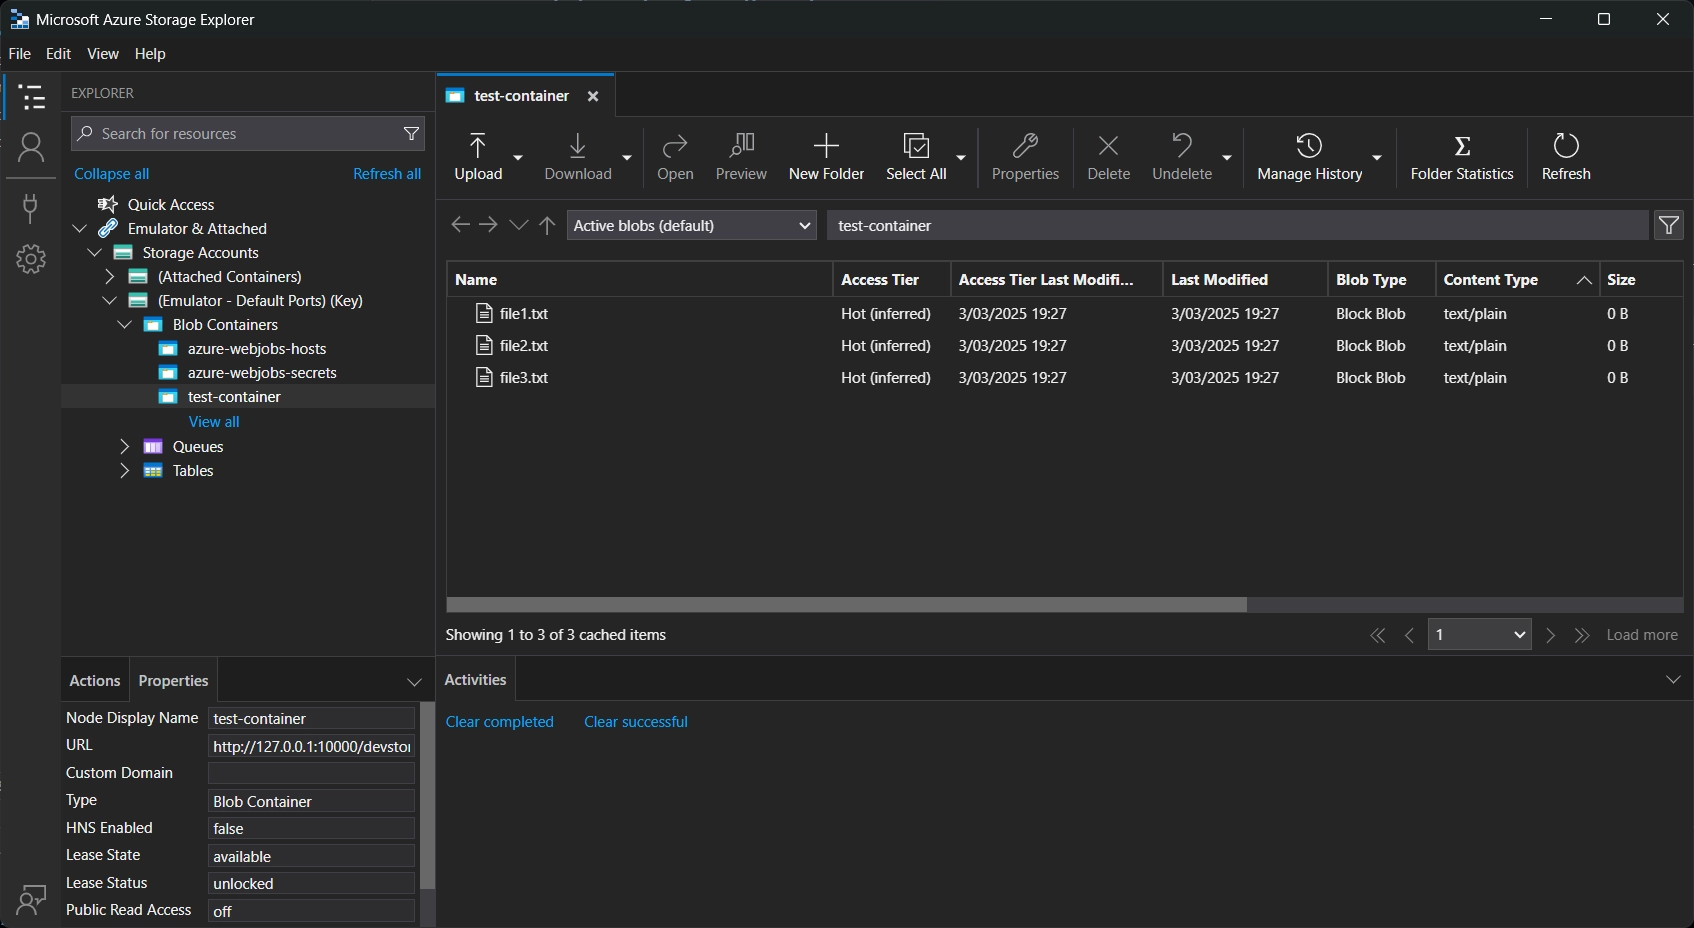 Microsoft Azure Storage Explorer
File Edit View Help
EXPLORER
Search for resources
Collapse all Refresh all
Quick Access
Emulator & Attached
Storage Accounts
(Attached Containers)
(Emulator - Default Ports) (Key)
Blob Containers
azure-webjobs-hosts
azure-webjobs-secrets
test-container
View all
Queues
Tables
Actions Properties
Node Display Name test-container
URL http://127.0.0.1:10000/devstor
Custom Domain
Type Blob Container
HNS Enabled false
Lease State available
Lease Status unlocked
Public Read Access off
test-container
Upload Download Open Preview New Folder Select All Properties Delete Undelete Manage History Folder Statistics Refresh
Active blobs (default) test-container
Name Access Tier Access Tier Last Modifi... Last Modified Blob Type Content Type Size
file1.txt Hot (inferred) 3/03/2025 19:27 3/03/2025 19:27 Block Blob text/plain 0 B
file2.txt Hot (inferred) 3/03/2025 19:27 3/03/2025 19:27 Block Blob text/plain 0 B
file3.txt Hot (inferred) 3/03/2025 19:27 3/03/2025 19:27 Block Blob text/plain 0 B
Showing 1 to 3 of 3 cached items 1 Load more
Activities
Clear completed Clear successful